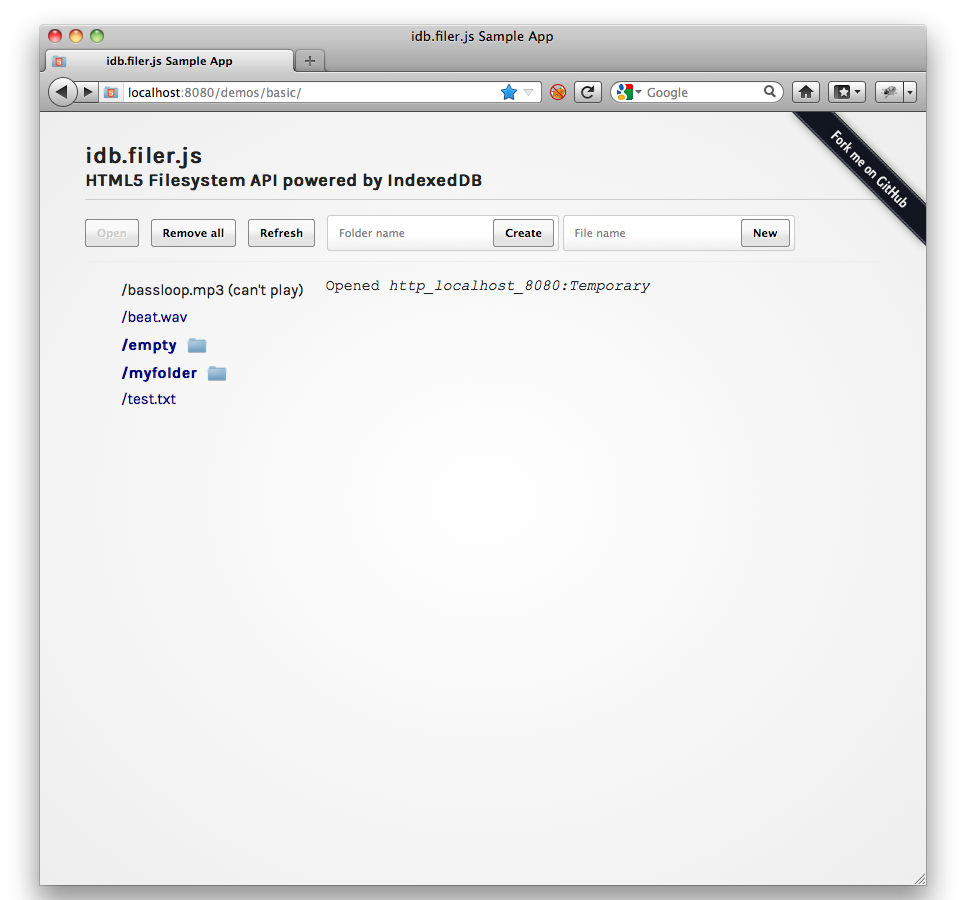 idb.filer.js Sample App
idb.filer.js Sample App
localhost:8080/demos/basic/
Google
Fork me on GitHub
idb.filer.js
HTML5 Filesystem API powered by IndexedDB
Open Remove all Refresh Folder name Create File name New
/bassloop.mp3 (can't play)
Opened http_localhost_8080:Temporary
/beat.wav
/empty
/myfolder
/test.txt